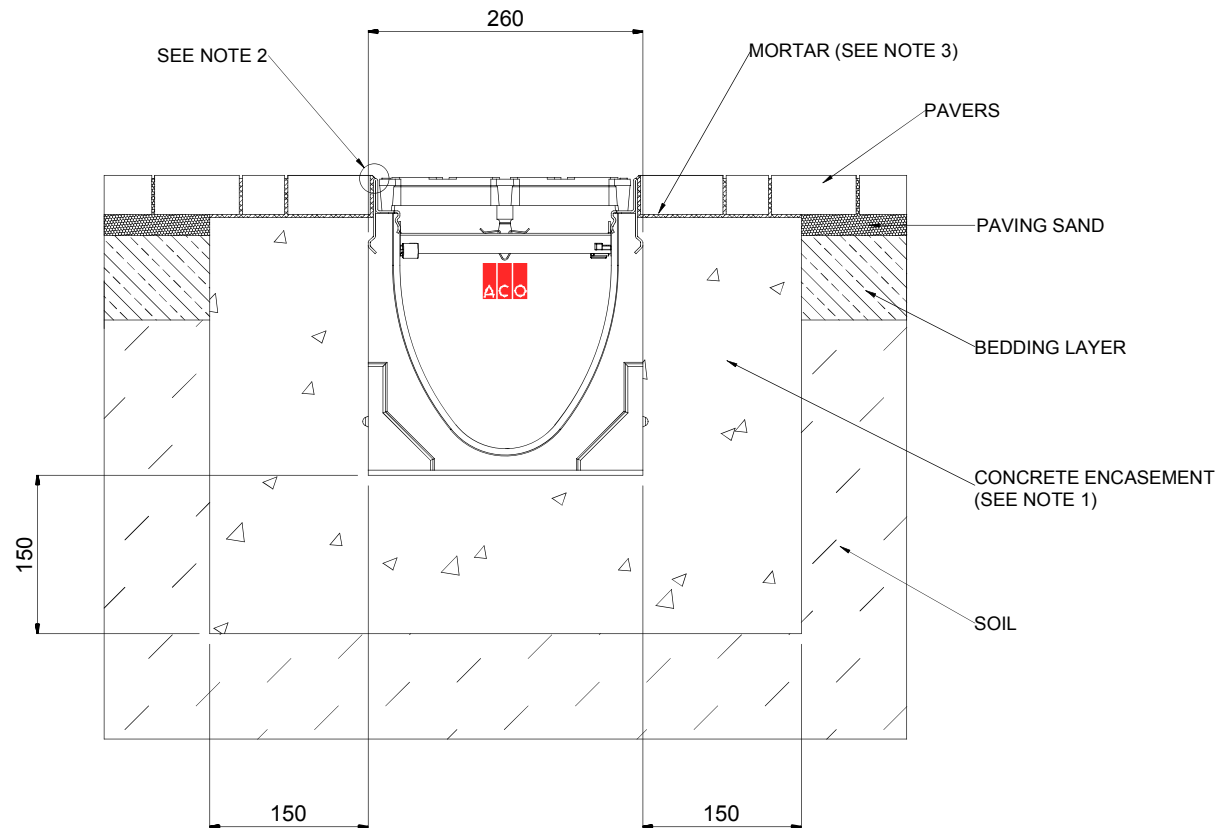 260
SEE NOTE 2
MORTAR (SEE NOTE 3)
PAVERS
PAVING SAND
ACO
BEDDING LAYER
CONCRETE ENCASEMENT
(SEE NOTE 1)
150
SOIL
150
150